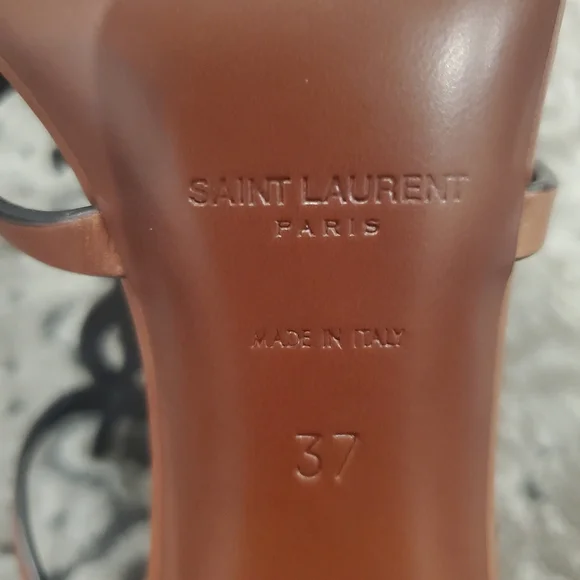 SAINT LAURENT
PARIS
MADE IN ITALY
37